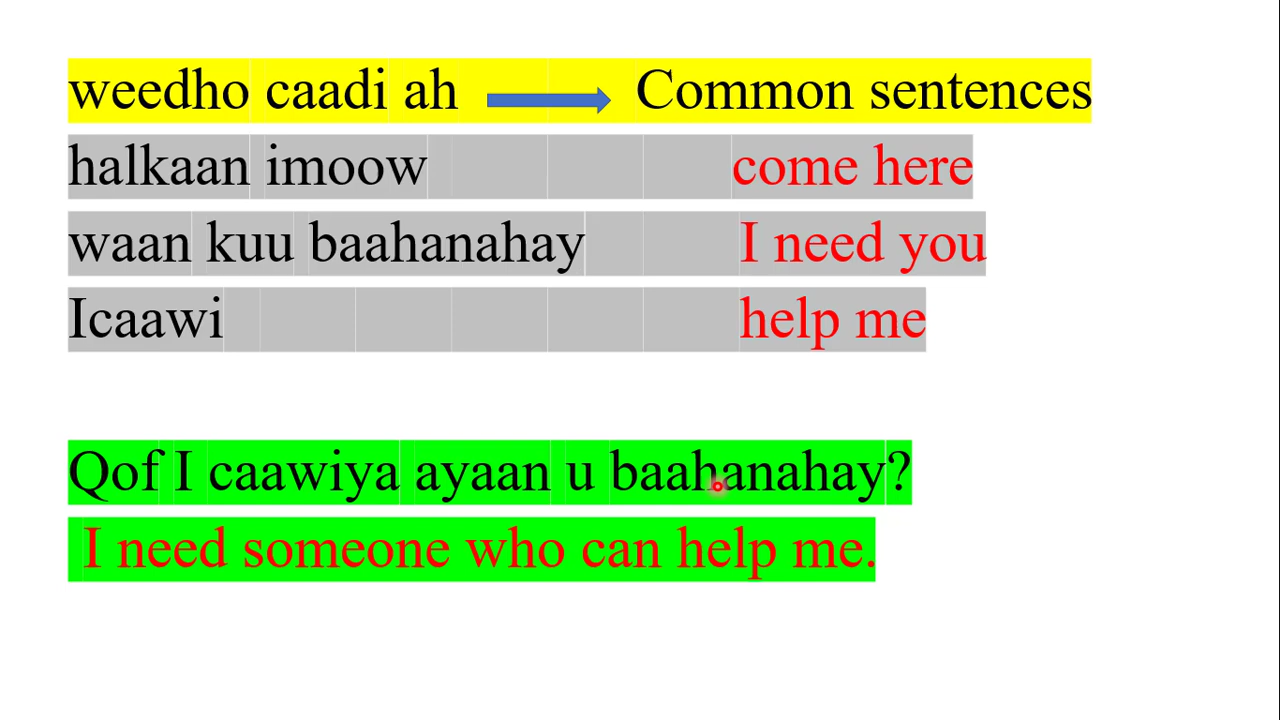 weedho caadi ah Common sentences
halkaan imoow come here
waan kuu baahanahay I need you
Icaawi help me
Qof I caawiya ayaan u baahanahay?
I need someone who can help me.